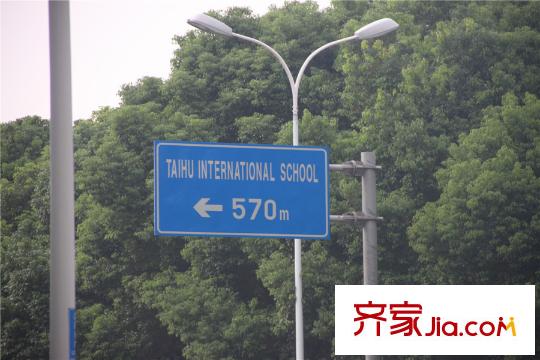 TAIHU INTERNATIONAL SCHOOL
← 570m
齐家Jia.com